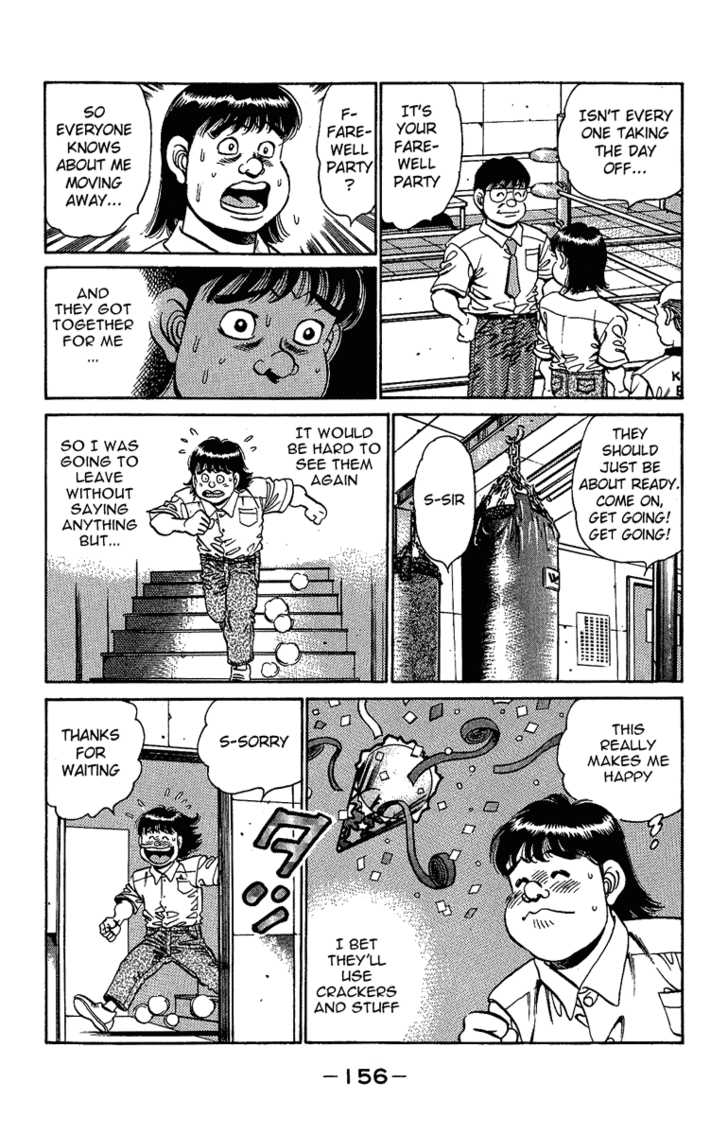 ISN'T EVERY
ONE TAKING
THE DAY
OFF...
IT'S
YOUR
FARE-
WELL
PARTY
K
E
F-
FARE-
WELL
PARTY
?
SO
EVERYONE
KNOWS
ABOUT ME
MOVING
AWAY...
AND
THEY GOT
TOGETHER
FOR ME
...
THEY
SHOULD
JUST BE
ABOUT READY.
COME ON,
GET GOING!
GET GOING!
S-SIR
IT WOULD
BE HARD TO
SEE THEM
AGAIN
SO I WAS
GOING TO
LEAVE
WITHOUT
SAYING
ANYTHING
BUT...
THIS
REALLY
MAKES ME
HAPPY
I BET
THEY'LL
USE
CRACKERS
AND STUFF
S-SORRY
THANKS
FOR
WAITING
ダッ
-156-